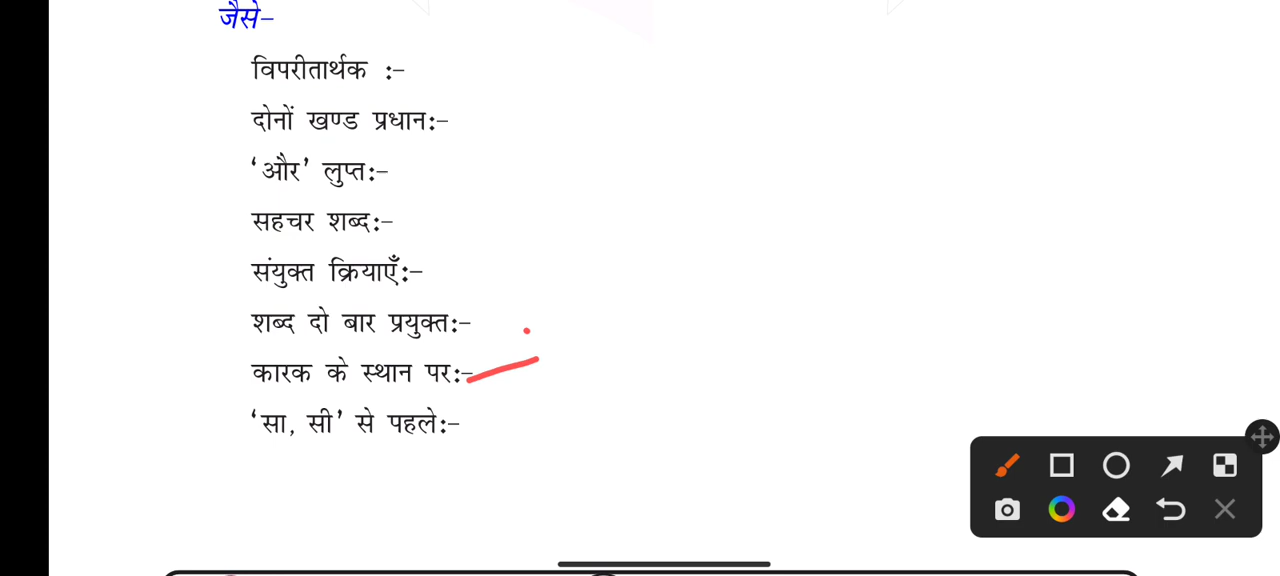 जैसे-
विपरीतार्थक :-
दोनों खण्ड प्रधान:-
‘और’ लुप्त:-
सहचर शब्द:-
संयुक्त क्रियाएँ:-
शब्द दो बार प्रयुक्त:-
कारक के स्थान पर:-
‘सा, सी’ से पहले:-